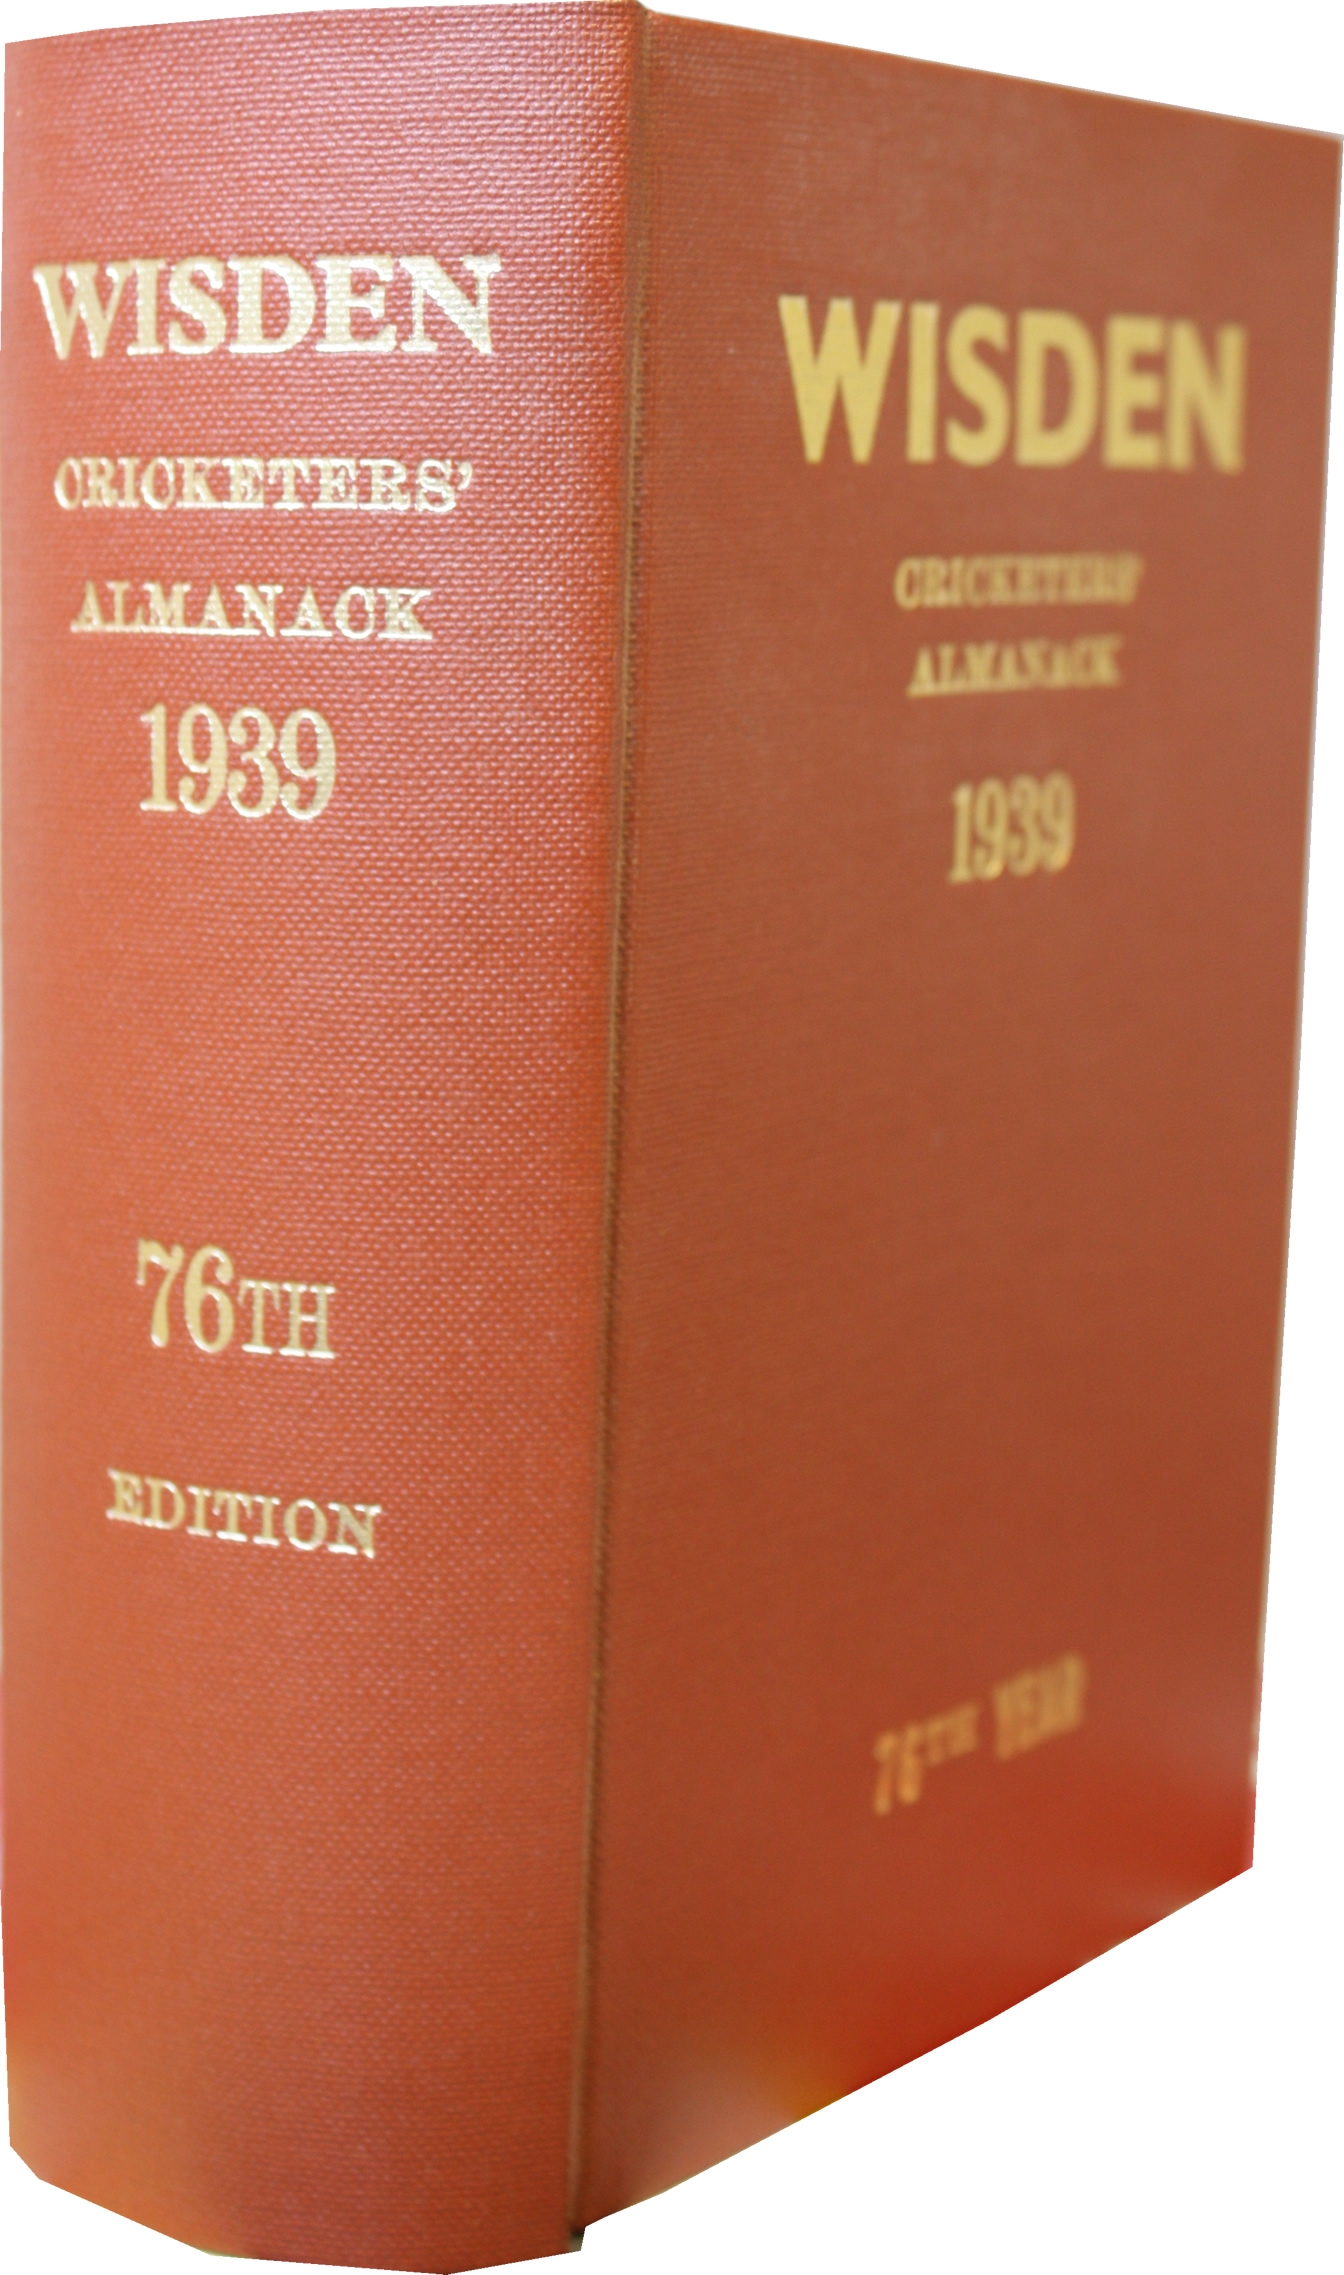 WISDEN
CRICKETERS'
ALMANACK
1939
76TH
EDITION
WISDEN
CRICKETERS'
ALMANACK
1939
76TH YEAR